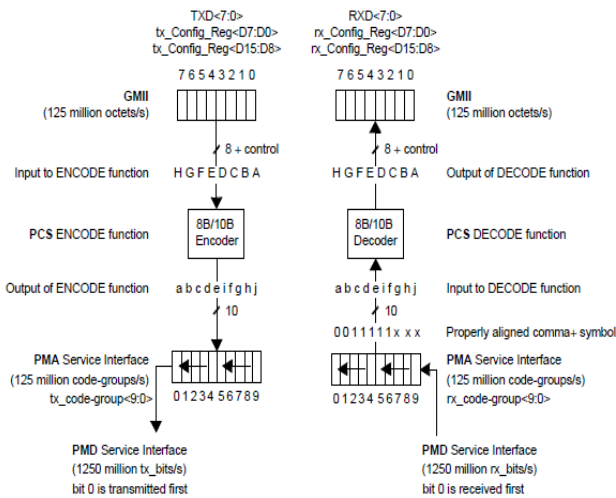 TXD<7:0>
tx_Config_Reg<D7:D0>
tx_Config_Reg<D15:D8>
7 6 5 4 3 2 1 0
GMII
(125 million octets/s)
8 + control
Input to ENCODE function
H G F E D C B A
PCS ENCODE function
8B/10B
Encoder
Output of ENCODE function
a b c d e i f g h j
10
PMA Service Interface
(125 million code-groups/s)
tx_code-group<9:0>
0 1 2 3 4 5 6 7 8 9
PMD Service Interface
(1250 million tx_bits/s)
bit 0 is transmitted first
RXD<7:0>
rx_Config_Reg<D7:D0>
rx_Config_Reg<D15:D8>
7 6 5 4 3 2 1 0
GMII
(125 million octets/s)
8 + control
H G F E D C B A
Output of DECODE function
8B/10B
Decoder
PCS DECODE function
a b c d e i f g h j
Input to DECODE function
10
0 0 1 1 1 1 1 x x x
Properly aligned comma+ symbol
PMA Service Interface
(125 million code-groups/s)
rx_code-group<9:0>
0 1 2 3 4 5 6 7 8 9
PMD Service Interface
(1250 million rx_bits/s)
bit 0 is received first